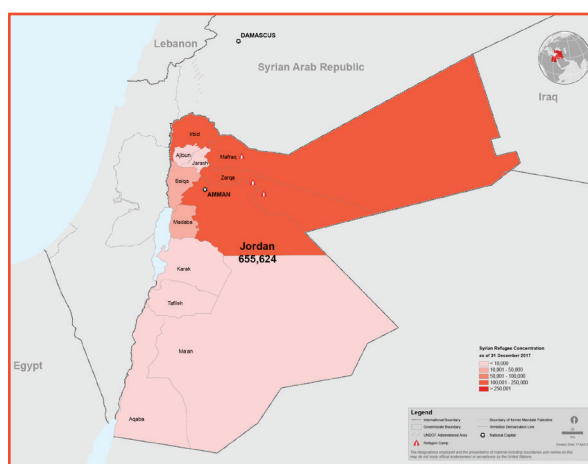 Lebanon
DAMASCUS
Syrian Arab Republic
Iraq
Irbid
Ajloun
Jarash
Mafraq
Balqa
Zarqa
AMMAN
Madaba
Jordan
655,624
Karak
Tafileh
Ma'an
Egypt
Aqaba
Syrian Refugee Concentration
as of 31 December 2017
< 10,000
10,001 - 50,000
50,001 - 100,000
100,001 - 250,000
> 250,001
Legend
International Boundary
Boundary of former Mandate Palestine
Governorate Boundary
Armistice Demarcation Line
UNDOF Administered Area
National Capital
Refugee Camp